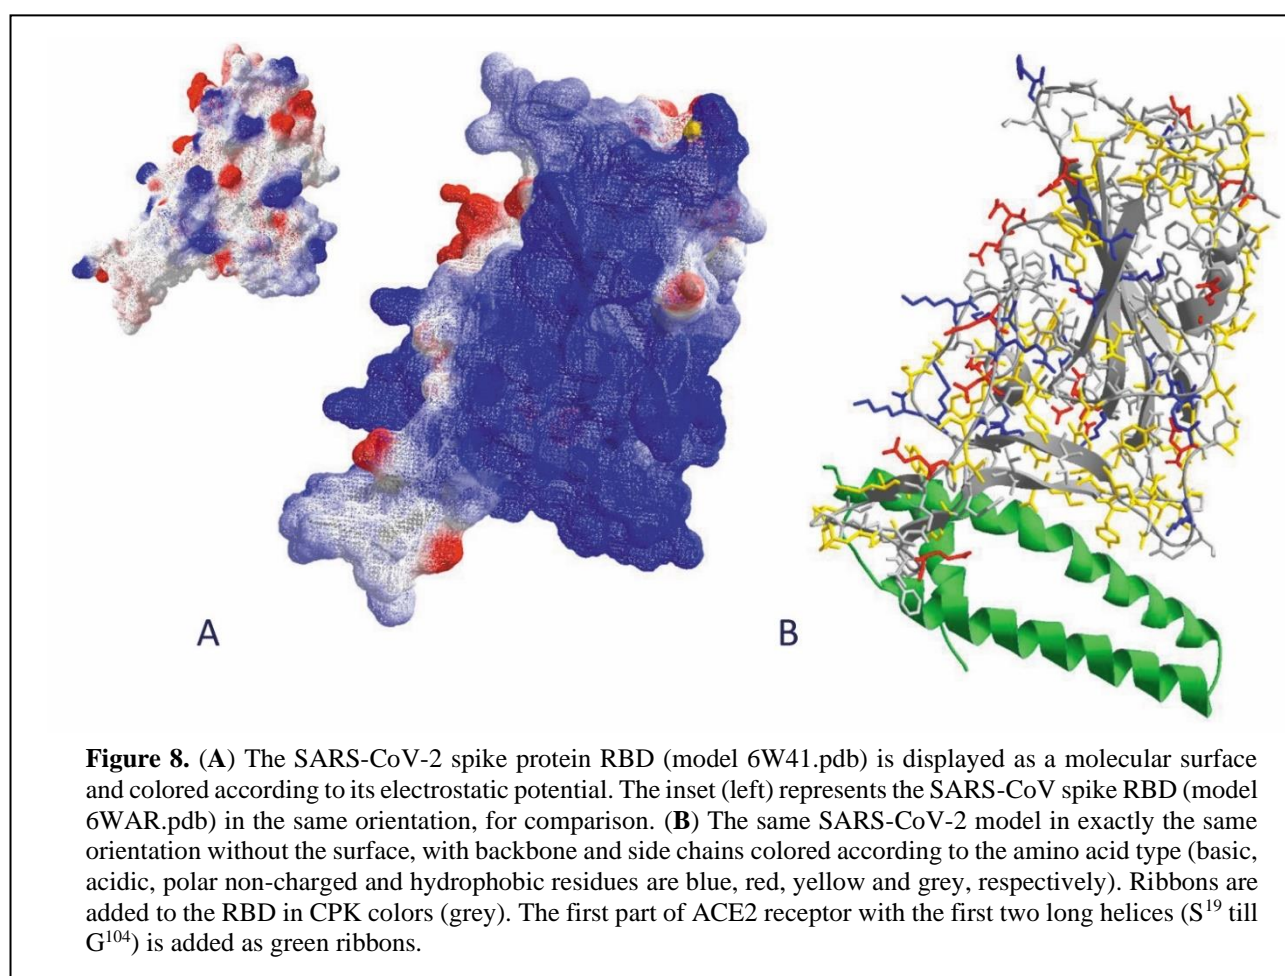 A
B
Figure 8. (A) The SARS-CoV-2 spike protein RBD (model 6W41.pdb) is displayed as a molecular surface
and colored according to its electrostatic potential. The inset (left) represents the SARS-CoV spike RBD (model
6WAR.pdb) in the same orientation, for comparison. (B) The same SARS-CoV-2 model in exactly the same
orientation without the surface, with backbone and side chains colored according to the amino acid type (basic,
acidic, polar non-charged and hydrophobic residues are blue, red, yellow and grey, respectively). Ribbons are
added to the RBD in CPK colors (grey). The first part of ACE2 receptor with the first two long helices (S¹⁹ till
G¹⁰⁴) is added as green ribbons.